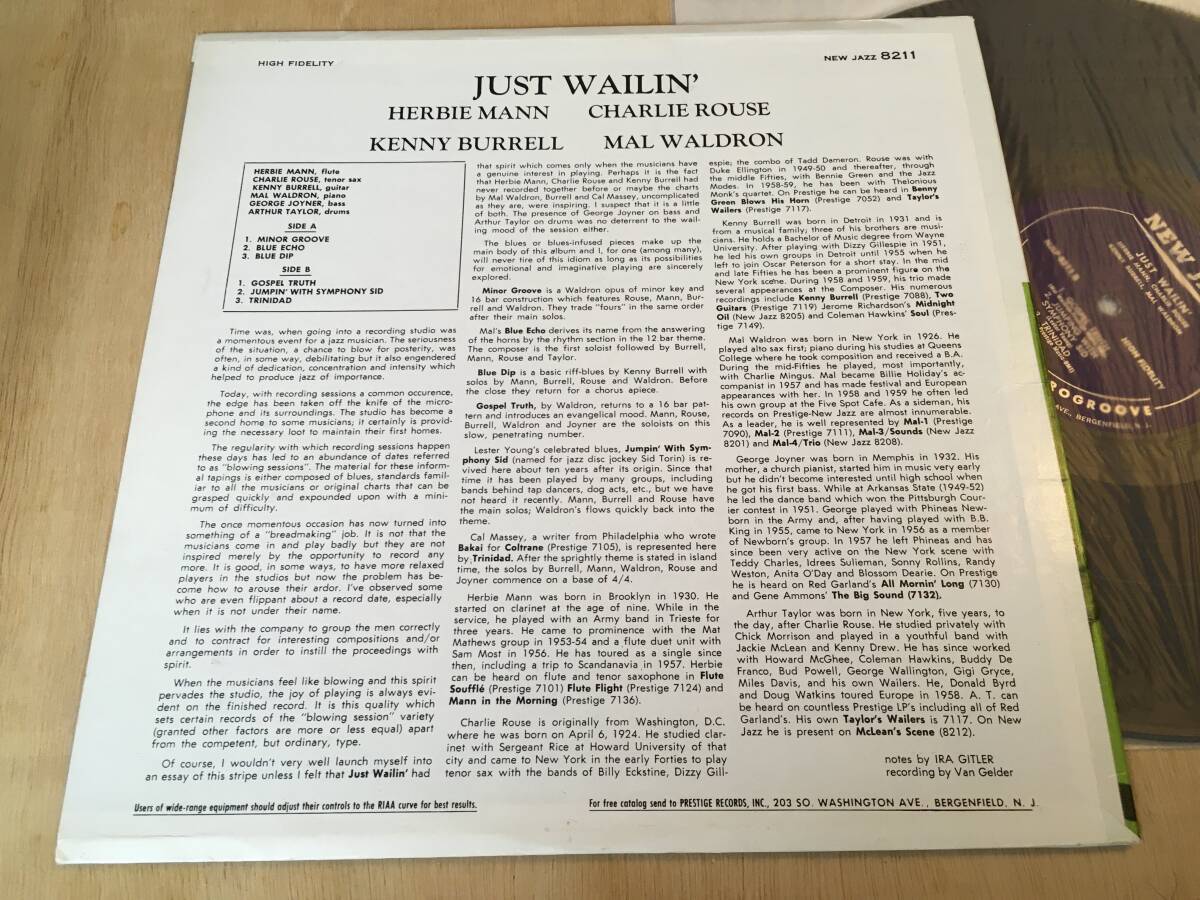 HIGH FIDELITY
NEW JAZZ 8211
JUST WAILIN'
HERBIE MANN CHARLIE ROUSE
KENNY BURRELL MAL WALDRON
HERBIE MANN, flute
CHARLIE ROUSE, tenor sax
KENNY BURRELL, guitar
MAL WALDRON, piano
GEORGE JOYNER, bass
ARTHUR TAYLOR, drums
SIDE A
1. MINOR GROOVE
2. BLUE ECHO
3. BLUE DIP
SIDE B
1. GOSPEL TRUTH
2. JUMPIN' WITH SYMPHONY SID
3. TRINIDAD
Time was, when going into a recording studio was
a momentous event for a jazz musician. The seriousness
of the situation, a chance to blow for posterity, was
often, in some way, debilitating but it also engendered
a kind of dedication, concentration and intensity which
helped to produce jazz of importance.
Today, with recording sessions a common occurence,
the edge has been taken off the knife of the micro-
phone and its surroundings. The studio has become a
second home to some musicians; it certainly is provid-
ing the necessary loot to maintain their first homes.
The regularity with which recording sessions happen
these days has led to an abundance of dates referred
to as "blowing sessions". The material for these inform-
al tapings is either composed of blues, standards famil-
iar to all the musicians or original charts that can be
grasped quickly and expounded upon with a mini-
mum of difficulty.
The once momentous occasion has now turned into
something of a "breadmaking" job. It is not that the
musicians come in and play badly but they are not
inspired merely by the opportunity to record any
more. It is good, in some ways, to have more relaxed
players in the studios but now the problem has be-
come how to arouse their ardor. I've observed some
who are even flippant about a record date, especially
when it is not under their name.
It lies with the company to group the men correctly
and to contract for interesting compositions and/or
arrangements in order to instill the proceedings with
spirit.
When the musicians feel like blowing and this spirit
pervades the studio, the joy of playing is always evi-
dent on the finished record. It is this quality which
sets certain records of the "blowing session" variety
(granted other factors are more or less equal) apart
from the competent, but ordinary, type.
Of course, I wouldn't very well launch myself into
an essay of this stripe unless I felt that Just Wailin' had
that spirit which comes only when the musicians have
a genuine interest in playing. Perhaps it is the fact
that Herbie Mann, Charlie Rouse and Kenny Burrell had
never recorded together before or maybe the charts
by Mal Waldron, Burrell and Cal Massey, uncomplicated
as they are, were inspiring. I suspect that it is a little
of both. The presence of George Joyner on bass and
Arthur Taylor on drums was no deterrent to the wail-
ing mood of the session either.
The blues or blues-infused pieces make up the
main body of this album and I, for one (among many),
will never tire of this idiom as long as its possibilities
for emotional and imaginative playing are sincerely
explored.
Minor Groove is a Waldron opus of minor key and
16 bar construction which features Rouse, Mann, Bur-
rell and Waldron. They trade "fours" in the same order
after their main solos.
Mal's Blue Echo derives its name from the answering
of the horns by the rhythm section in the 12 bar theme.
The composer is the first soloist followed by Burrell,
Mann, Rouse and Taylor.
Blue Dip is a basic riff-blues by Kenny Burrell with
solos by Mann, Burrell, Rouse and Waldron. Before
the close they return for a chorus apiece.
Gospel Truth, by Waldron, returns to a 16 bar pat-
tern and introduces an evangelical mood. Mann, Rouse,
Burrell, Waldron and Joyner are the soloists on this
slow, penetrating number.
Lester Young's celebrated blues, Jumpin' With Sym-
phony Sid (named for jazz disc jockey Sid Torin) is re-
vived here about ten years after its origin. Since that
time it has been played by many groups, including
bands behind tap dancers, dog acts, etc., but we have
not heard it recently. Mann, Burrell and Rouse have
the main solos; Waldron's flows quickly back into the
theme.
Cal Massey, a writer from Philadelphia who wrote
Bakai for Coltrane (Prestige 7105), is represented here
by Trinidad. After the sprightly theme is stated in island
time, the solos by Burrell, Mann, Waldron, Rouse and
Joyner commence on a base of 4/4.
Herbie Mann was born in Brooklyn in 1930. He
started on clarinet at the age of nine. While in the
service, he played with an Army band in Trieste for
three years. He came to prominence with the Mat
Mathews group in 1953-54 and a flute duet unit with
Sam Most in 1956. He has toured as a single since
then, including a trip to Scandanavia in 1957. Herbie
can be heard on flute and tenor saxophone in Flute
Soufflé (Prestige 7101) Flute Flight (Prestige 7124) and
Mann in the Morning (Prestige 7136).
Charlie Rouse is originally from Washington, D.C.
where he was born on April 6, 1924. He studied clar-
inet with Sergeant Rice at Howard University of that
city and came to New York in the early Forties to play
tenor sax with the bands of Billy Eckstine, Dizzy Gill-
espie; the combo of Tadd Dameron. Rouse was with
Duke Ellington in 1949-50 and thereafter, through
the middle Fifties, with Bennie Green and the Jazz
Modes. In 1958-59, he has been with Thelonious
Monk's quartet. On Prestige he can be heard in Benny
Green Blows His Horn (Prestige 7052) and Taylor's
Wailers (Prestige 7117).
Kenny Burrell was born in Detroit in 1931 and is
from a musical family; three of his brothers are musi-
cians. He holds a Bachelor of Music degree from Wayne
University. After playing with Dizzy Gillespie in 1951,
he led his own groups in Detroit until 1955 when he
left to join Oscar Peterson for a short stay. In the mid
and late Fifties he has been a prominent figure on the
New York scene. During 1958 and 1959, his trio made
several appearances at the Composer. His numerous
recordings include Kenny Burrell (Prestige 7088), Two
Guitars (Prestige 7119) Jerome Richardson's Midnight
Oil (New Jazz 8205) and Coleman Hawkins' Soul (Pres-
tige 7149).
Mal Waldron was born in New York in 1926. He
played alto sax first; piano during his studies at Queens
College where he took composition and received a B.A.
During the mid-Fifties he played, most importantly,
with Charlie Mingus. Mal became Billie Holiday's ac-
companist in 1957 and has made festival and European
appearances with her. In 1958 and 1959 he often led
his own group at the Five Spot Cafe. As a sideman, his
records on Prestige-New Jazz are almost innumerable.
As a leader, he is well represented by Mal-1 (Prestige
7090), Mal-2 (Prestige 7111), Mal-3/Sounds (New Jazz
8201) and Mal-4/Trio (New Jazz 8208).
George Joyner was born in Memphis in 1932. His
mother, a church pianist, started him in music very early
but he didn't become interested until high school when
he got his first bass. While at Arkansas State (1949-52)
he led the dance band which won the Pittsburgh Cour-
ier contest in 1951. George played with Phineas New-
born in the Army and, after having played with B.B.
King in 1955, came to New York in 1956 as a member
of Newborn's group. In 1957 he left Phineas and has
since been very active on the New York scene with
Teddy Charles, Idrees Sulieman, Sonny Rollins, Randy
Weston, Anita O'Day and Blossom Dearie. On Prestige
he is heard on Red Garland's All Mornin' Long (7130)
and Gene Ammons' The Big Sound (7132).
Arthur Taylor was born in New York, five years, to
the day, after Charlie Rouse. He studied privately with
Chick Morrison and played in a youthful band with
Jackie McLean and Kenny Drew. He has since worked
with Howard McGhee, Coleman Hawkins, Buddy De
Franco, Bud Powell, George Wallington, Gigi Gryce,
Miles Davis, and his own Wailers. He, Donald Byrd
and Doug Watkins toured Europe in 1958. A. T. can
be heard on countless Prestige LP's including all of Red
Garland's. His own Taylor's Wailers is 7117. On New
Jazz he is present on McLean's Scene (8212).
notes by IRA GITLER
recording by Van Gelder
Users of wide-range equipment should adjust their controls to the RIAA curve for best results.
For free catalog send to PRESTIGE RECORDS, INC., 203 SO. WASHINGTON AVE., BERGENFIELD, N. J.
NEW
JUST WAILIN'
SYMPHONY SID
3. TRINIDAD
HIGH FIDELITY
OGROOVE
AVE., BERGENFIELD, N. J.